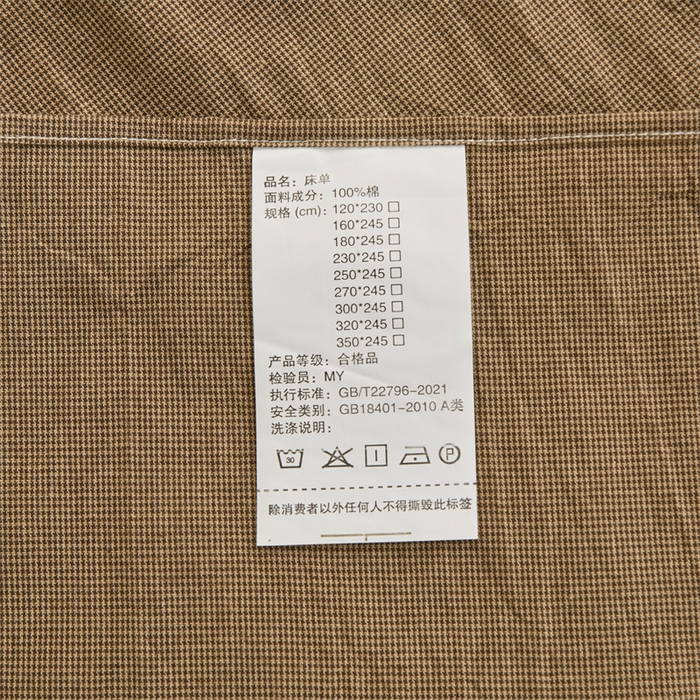 品名：床单
面料成分：100%棉
规格 (cm)：120*230 □
160*245 □
180*245 □
230*245 □
250*245 □
270*245 □
300*245 □
320*245 □
350*245 □
产品等级：合格品
检验员：MY
执行标准：GB/T22796-2021
安全类别：GB18401-2010 A类
洗涤说明：
30 P
除消费者以外任何人不得撕毁此标签